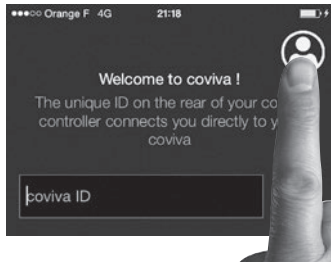 Orange F 4G 21:18
Welcome to coviva !
The unique ID on the rear of your co
controller connects you directly to y
coviva
coviva ID